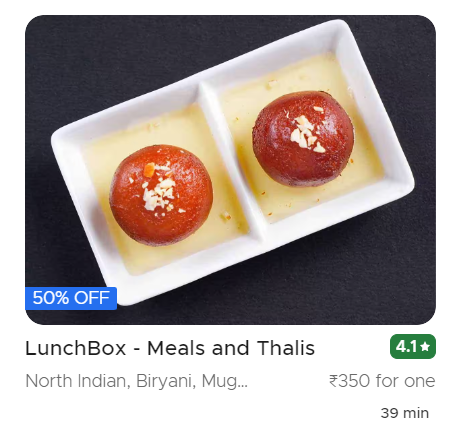 50% OFF
LunchBox - Meals and Thalis 4.1★
North Indian, Biryani, Mug... ₹350 for one
39 min